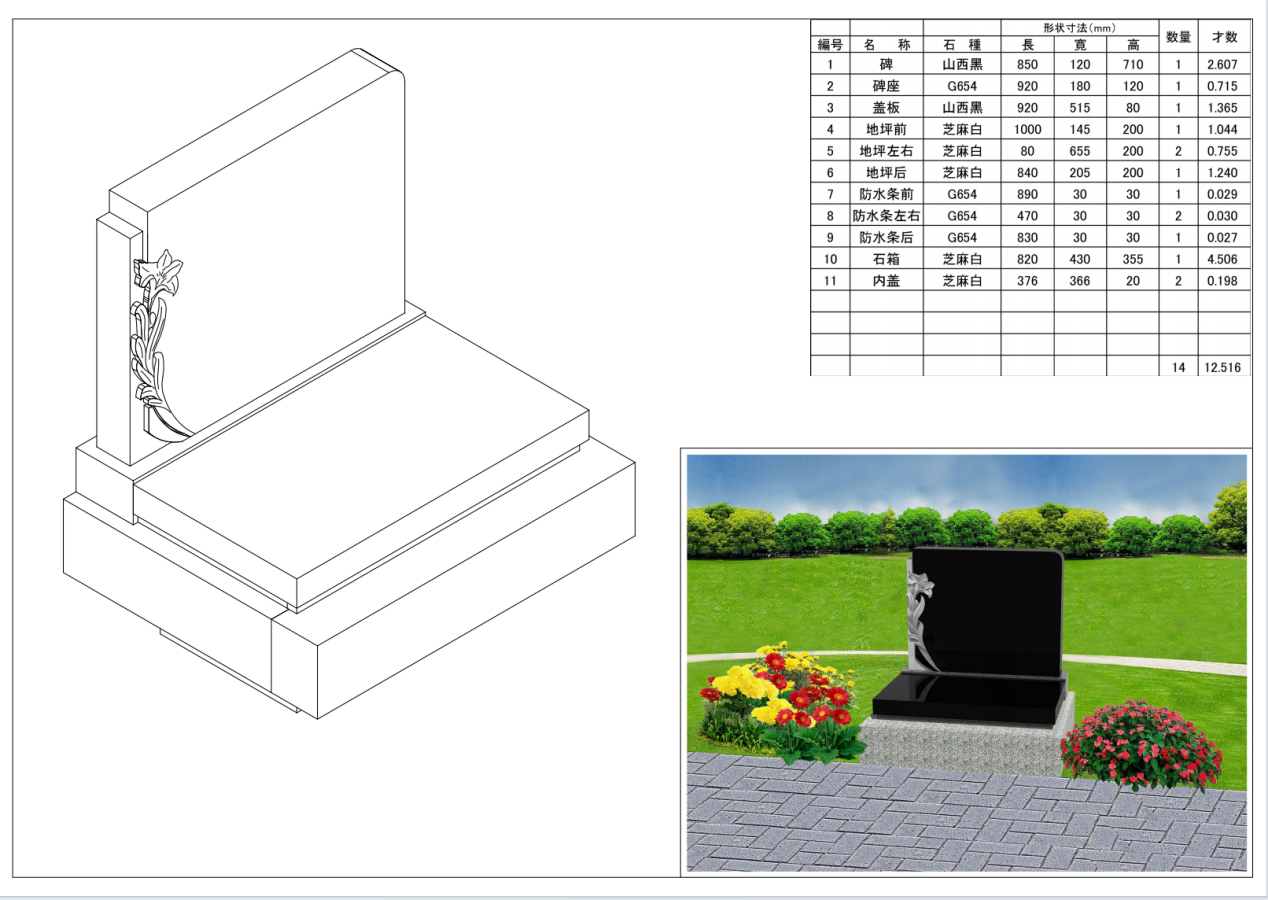 形状寸法(mm)
編号 名 称 石 種 長 寛 高 数量 才数
1 碑 山西黑 850 120 710 1 2.607
2 碑座 G654 920 180 120 1 0.715
3 盖板 山西黑 920 515 80 1 1.365
4 地坪前 芝麻白 1000 145 200 1 1.044
5 地坪左右 芝麻白 80 655 200 2 0.755
6 地坪后 芝麻白 840 205 200 1 1.240
7 防水条前 G654 890 30 30 1 0.029
8 防水条左右 G654 470 30 30 2 0.030
9 防水条后 G654 830 30 30 1 0.027
10 石箱 芝麻白 820 430 355 1 4.506
11 内盖 芝麻白 376 366 20 2 0.198
14 12.516